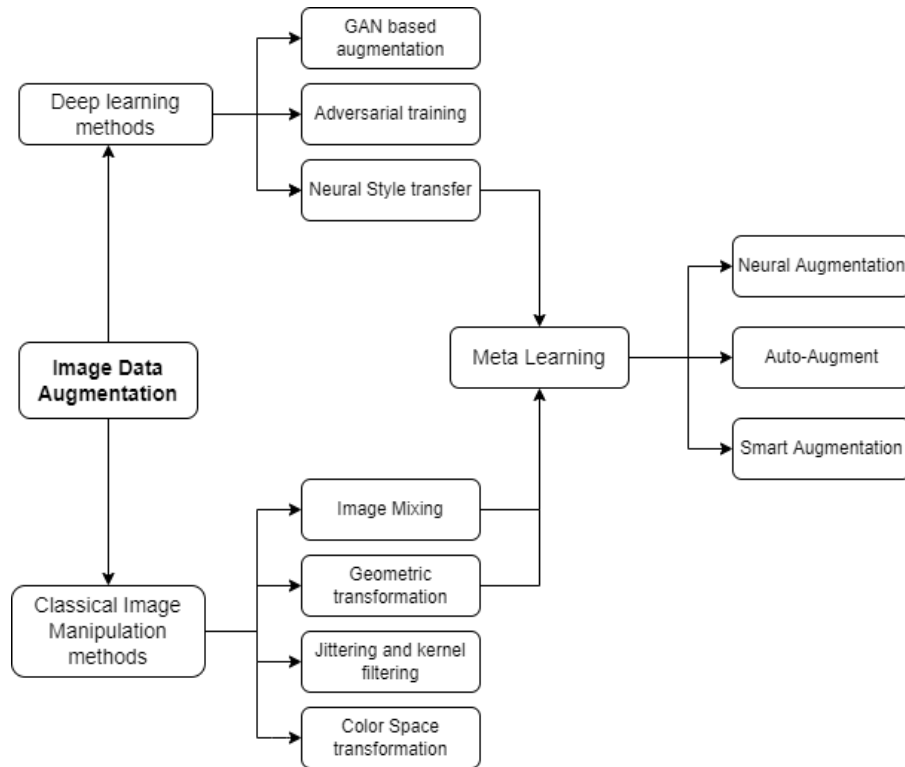 GAN based
augmentation
Deep learning
methods
Adversarial training
Neural Style transfer
Neural Augmentation
Image Data
Augmentation
Meta Learning
Auto-Augment
Smart Augmentation
Image Mixing
Classical Image
Manipulation
methods
Geometric
transformation
Jittering and kernel
filtering
Color Space
transformation